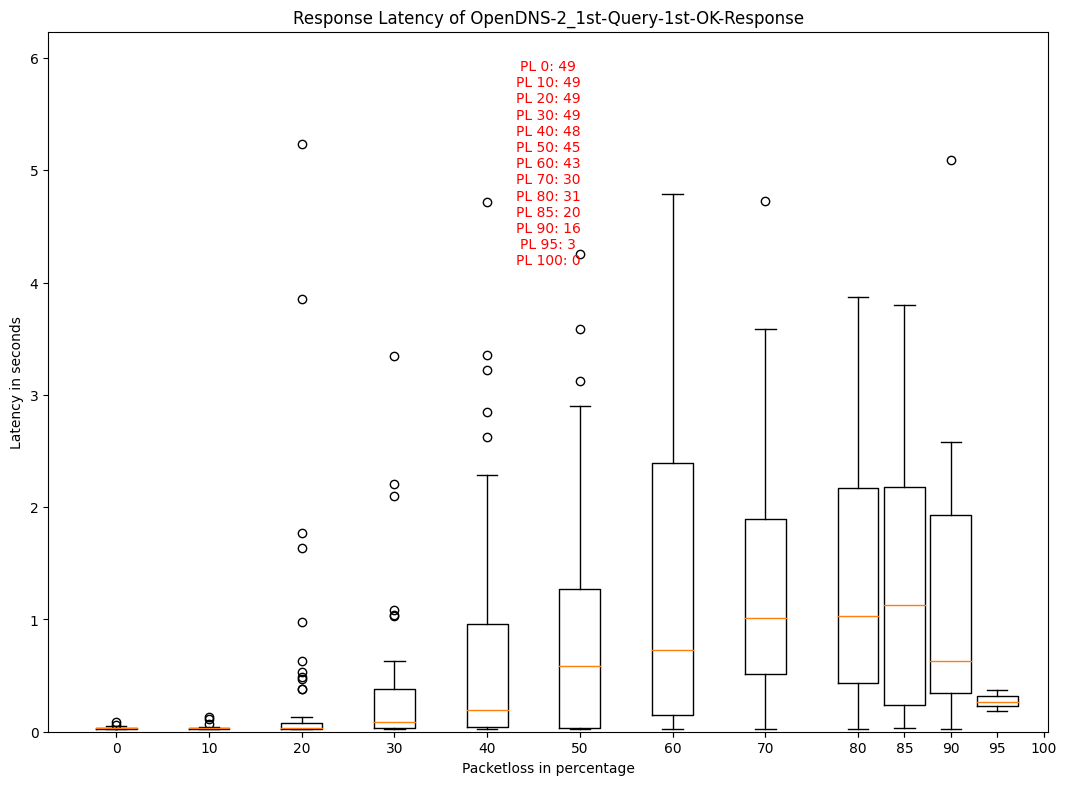 Response Latency of OpenDNS-2_1st-Query-1st-OK-Response
PL 0: 49
PL 10: 49
PL 20: 49
PL 30: 49
PL 40: 48
PL 50: 45
PL 60: 43
PL 70: 30
PL 80: 31
PL 85: 20
PL 90: 16
PL 95: 3
PL 100: 0
Latency in seconds
6
5
4
3
2
1
0
0 10 20 30 40 50 60 70 80 85 90 95 100
Packetloss in percentage